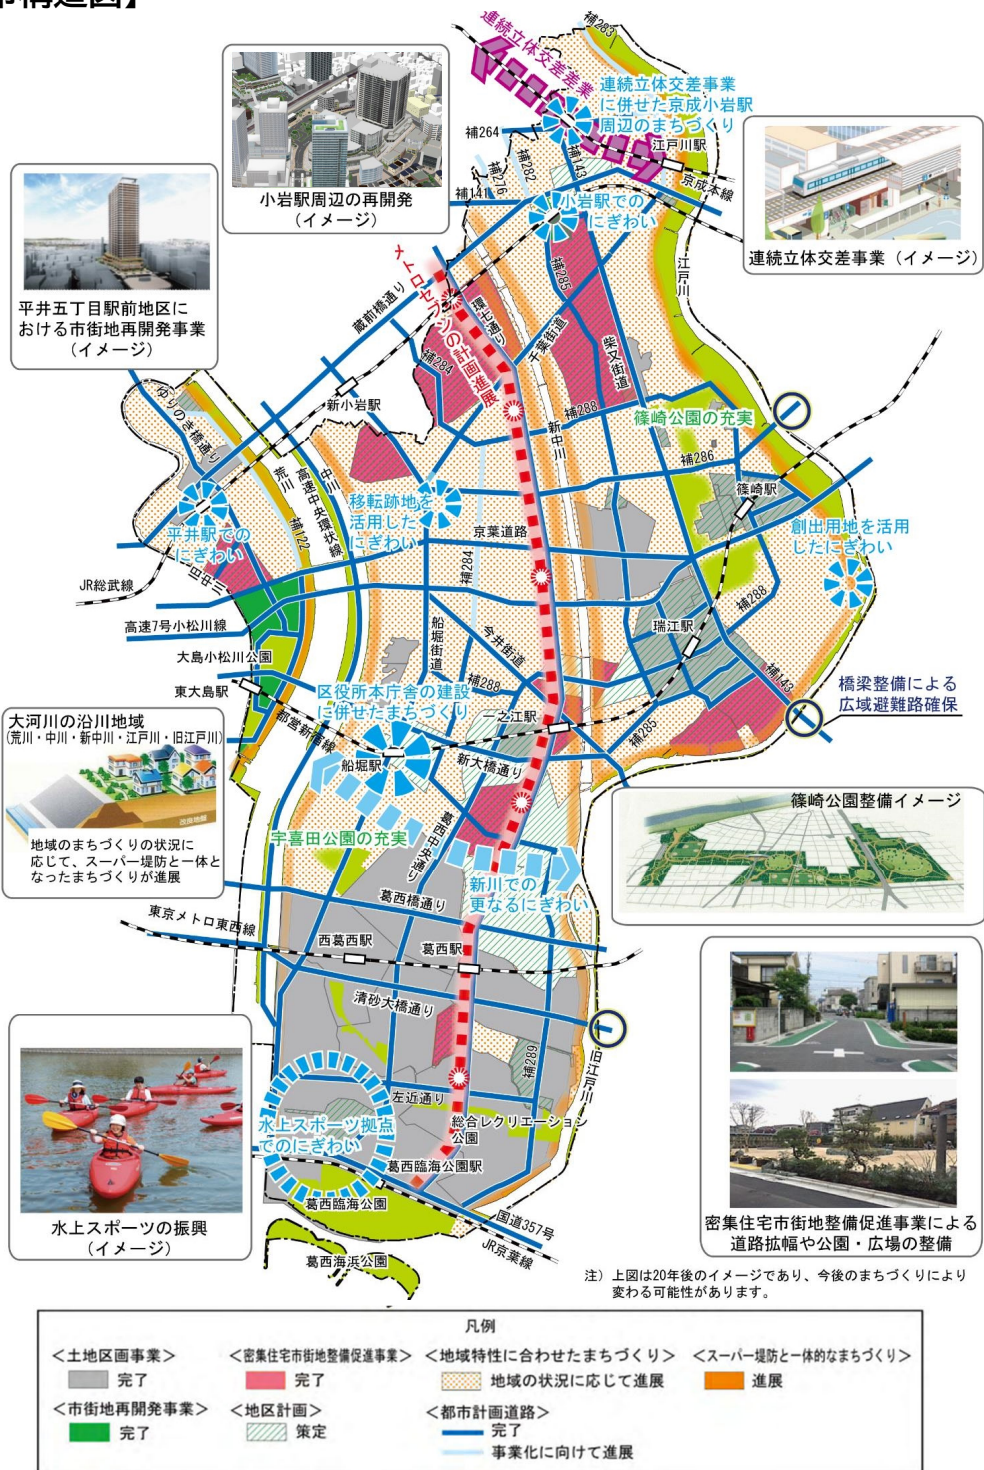 市構造図】
補283
連続立体交差事業
連続立体交差事業
に併せた京成小岩駅
周辺のまちづくり
補264
補282
補276
補143
補141
江戸川駅
京成本線
小岩駅周辺の再開発
(イメージ)
小岩駅での
にぎわい
連続立体交差事業(イメージ)
平井五丁目駅前地区に
おける市街地再開発事業
(イメージ)
メトロセブンの計画進展
蔵前橋通り
環七通り
千葉街道
補285
柴又街道
江戸川
補284
新小岩駅
補288
新中川
篠崎公園の充実
補286
ゆりのき橋通り
荒川
高速中央環状線
中川
補122
移転跡地を
活用した
にぎわい
篠崎駅
平井駅での
にぎわい
旧中川
京葉道路
創出用地を活用
したにぎわい
JR総武線
補284
補288
高速7号小松川線
船堀街道
今井街道
瑞江駅
大島小松川公園
東大島駅
補288
補143
区役所本庁舎の建設
に併せたまちづくり
橋梁整備による
広域避難路確保
都営新宿線
一之江駅
補285
大河川の沿川地域
(荒川・中川・新中川・江戸川・旧江戸川)
改良地盤
地域のまちづくりの状況に
応じて、スーパー堤防と一体と
なったまちづくりが進展
船堀駅
新大橋通り
篠崎公園整備イメージ
宇喜田公園の充実
葛西中央通り
新川での
更なるにぎわい
葛西橋通り
東京メトロ東西線
西葛西駅
葛西駅
清砂大橋通り
補289
旧江戸川
左近通り
総合レクリエーション
公園
水上スポーツ拠点
でのにぎわい
葛西臨海公園駅
葛西臨海公園
国道357号
JR京葉線
葛西海浜公園
水上スポーツの振興
(イメージ)
密集住宅市街地整備促進事業による
道路拡幅や公園・広場の整備
注)上図は20年後のイメージであり、今後のまちづくりにより
変わる可能性があります。
凡例
<土地区画事業>
完了
<密集住宅市街地整備促進事業>
完了
<地域特性に合わせたまちづくり>
地域の状況に応じて進展
<スーパー堤防と一体的なまちづくり>
進展
<市街地再開発事業>
完了
<地区計画>
策定
<都市計画道路>
完了
事業化に向けて進展